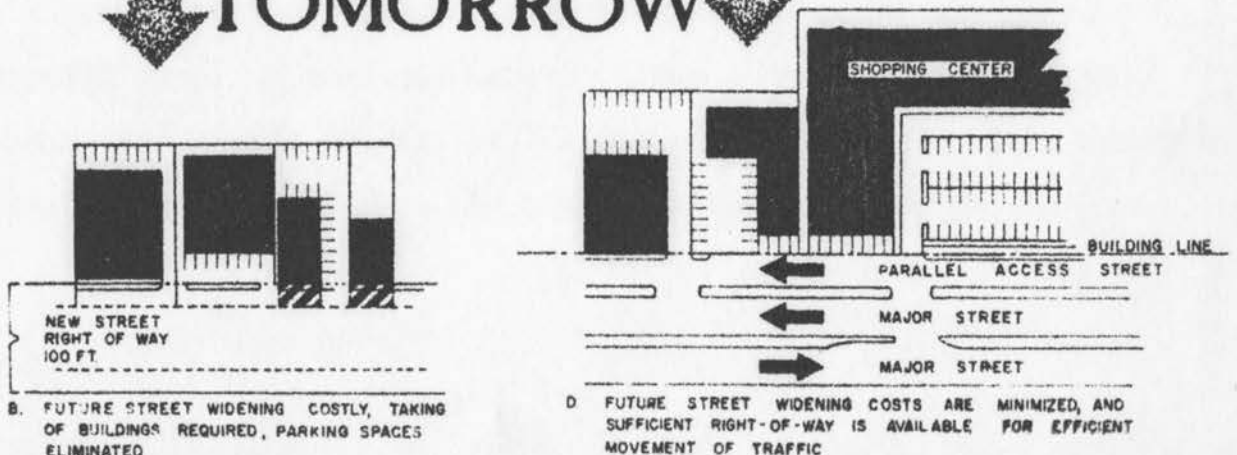 TOMORROW
NEW STREET
RIGHT OF WAY
100 FT.
B. FUTURE STREET WIDENING COSTLY, TAKING
OF BUILDINGS REQUIRED, PARKING SPACES
ELIMINATED
SHOPPING CENTER
BUILDING LINE
PARALLEL ACCESS STREET
MAJOR STREET
MAJOR STREET
D FUTURE STREET WIDENING COSTS ARE MINIMIZED, AND
SUFFICIENT RIGHT-OF-WAY IS AVAILABLE FOR EFFICIENT
MOVEMENT OF TRAFFIC